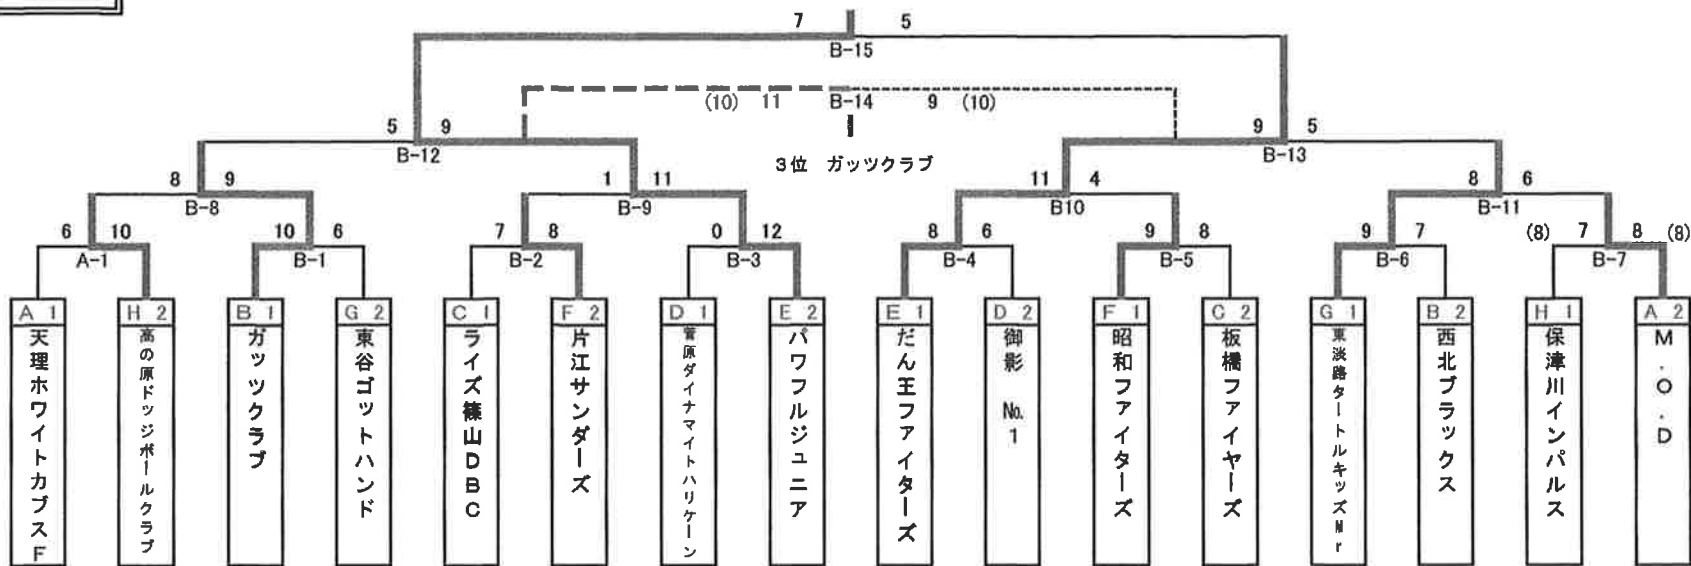 7 5
B-15
(10) 11 B-14 9 (10)
5 9 9 5
B-12 B-13
3位 ガッツクラブ
8 9 1 11 11 4 8 6
B-8 B-9 B10 B-11
6 10 10 6 7 8 0 12 8 6 9 8 9 7 (8) 7 8 (8)
A-1 B-1 B-2 B-3 B-4 B-5 B-6 B-7
A 1 H 2 B 1 G 2 C 1 F 2 D 1 E 2 E 1 D 2 F 1 C 2 G 1 B 2 H 1 A 2
天理ホワイトカブスF
高の原ドッジボールクラブ
ガッツクラブ
東谷ゴットハンド
ライズ篠山DBC
片江サンダーズ
菅原ダイナマイトハリケーン
パワフルジュニア
だん王ファイターズ
御影 No.1
昭和ファイターズ
板橋ファイヤーズ
東淡路タートルキッズMr
西北ブラックス
保津川インパルス
M.O.D